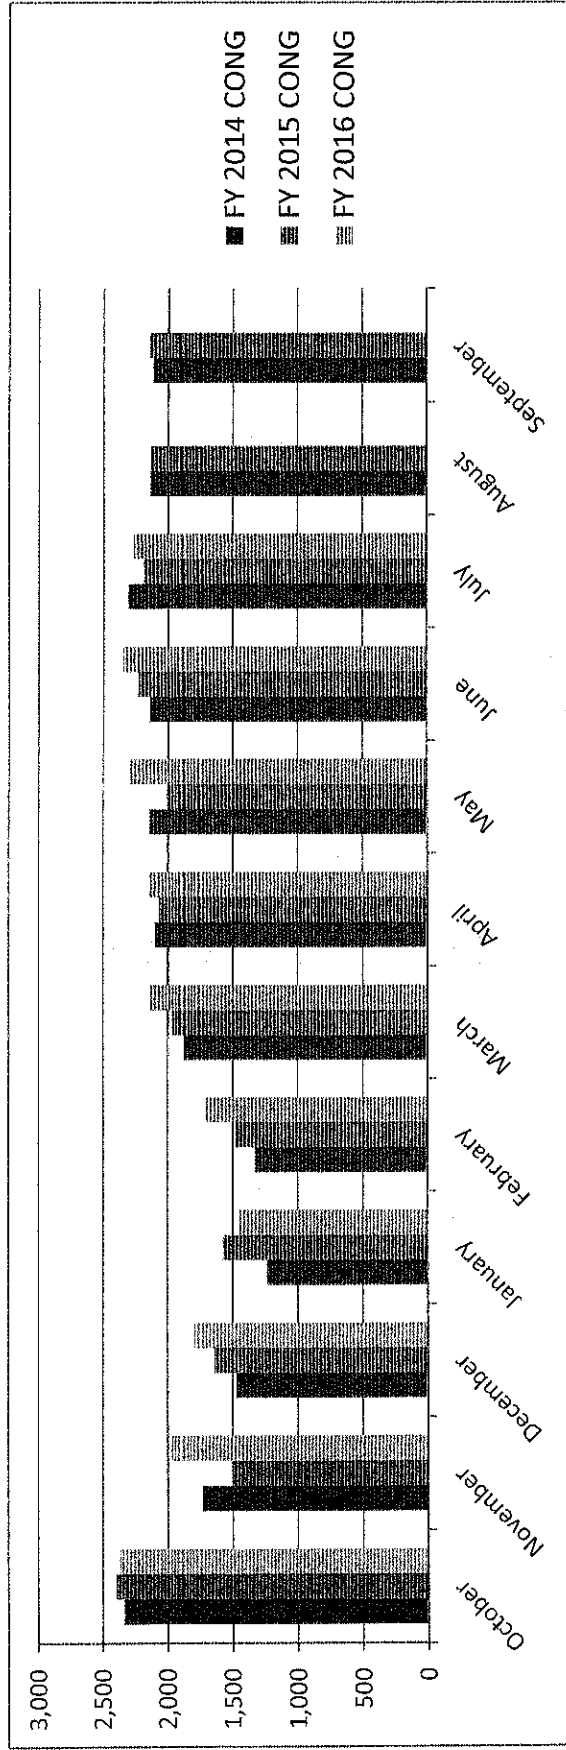 3,000
2,500
2,000
1,500
1,000
500
0
October
November
December
January
February
March
April
May
June
July
August
September
FY 2014 CONG
FY 2015 CONG
FY 2016 CONG